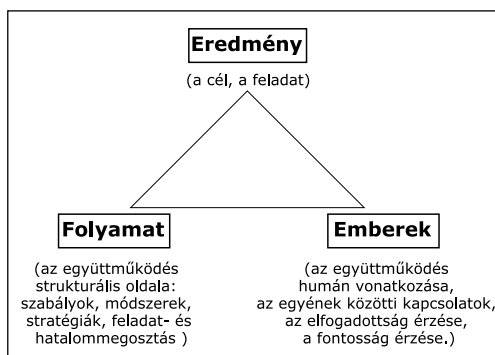 Eredmény
(a cél, a feladat)
Folyamat
(az együttműködés
strukturális oldala:
szabályok, módszerek,
stratégiák, feladat- és
hatalommegosztás )
Emberek
(az együttműködés
humán vonatkozása,
az egyének közötti kapcsolatok,
az elfogadottság érzése,
a fontosság érzése.)